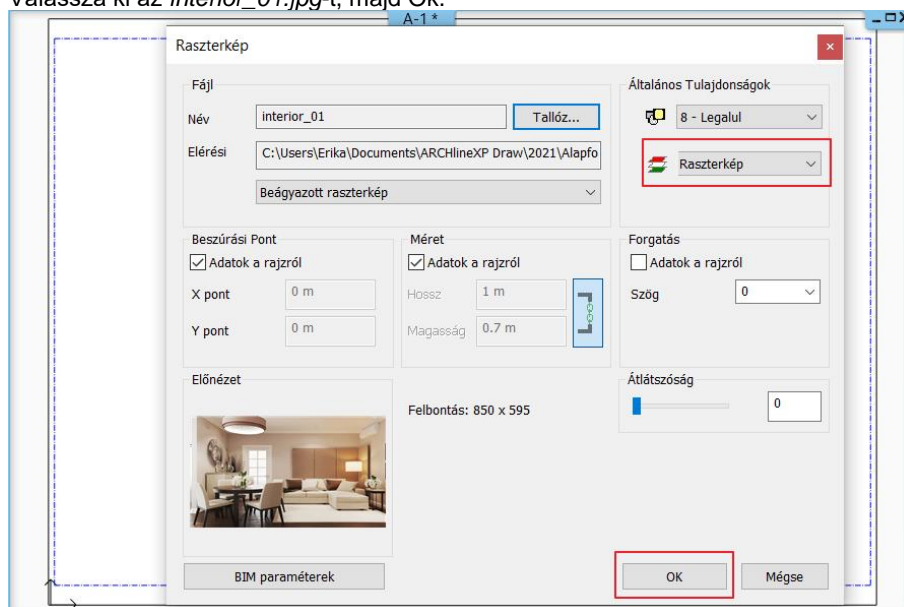 Válassza ki az interior_01.jpg-t, majd Ok.
A-1 *
Raszterkép
Fájl
Név
interior_01
Tallóz...
Elérési
C:\Users\Erika\Documents\ARCHlineXP Draw\2021\Alapfo
Beágyazott raszterkép
Általános Tulajdonságok
8 - Legalul
Raszterkép
Beszúrási Pont
Adatok a rajzról
X pont
0 m
Y pont
0 m
Méret
Adatok a rajzról
Hossz
1 m
Magasság
0.7 m
Forgatás
Adatok a rajzról
Szög
0
Előnézet
Felbontás: 850 x 595
Átlátszóság
0
BIM paraméterek
OK
Mégse